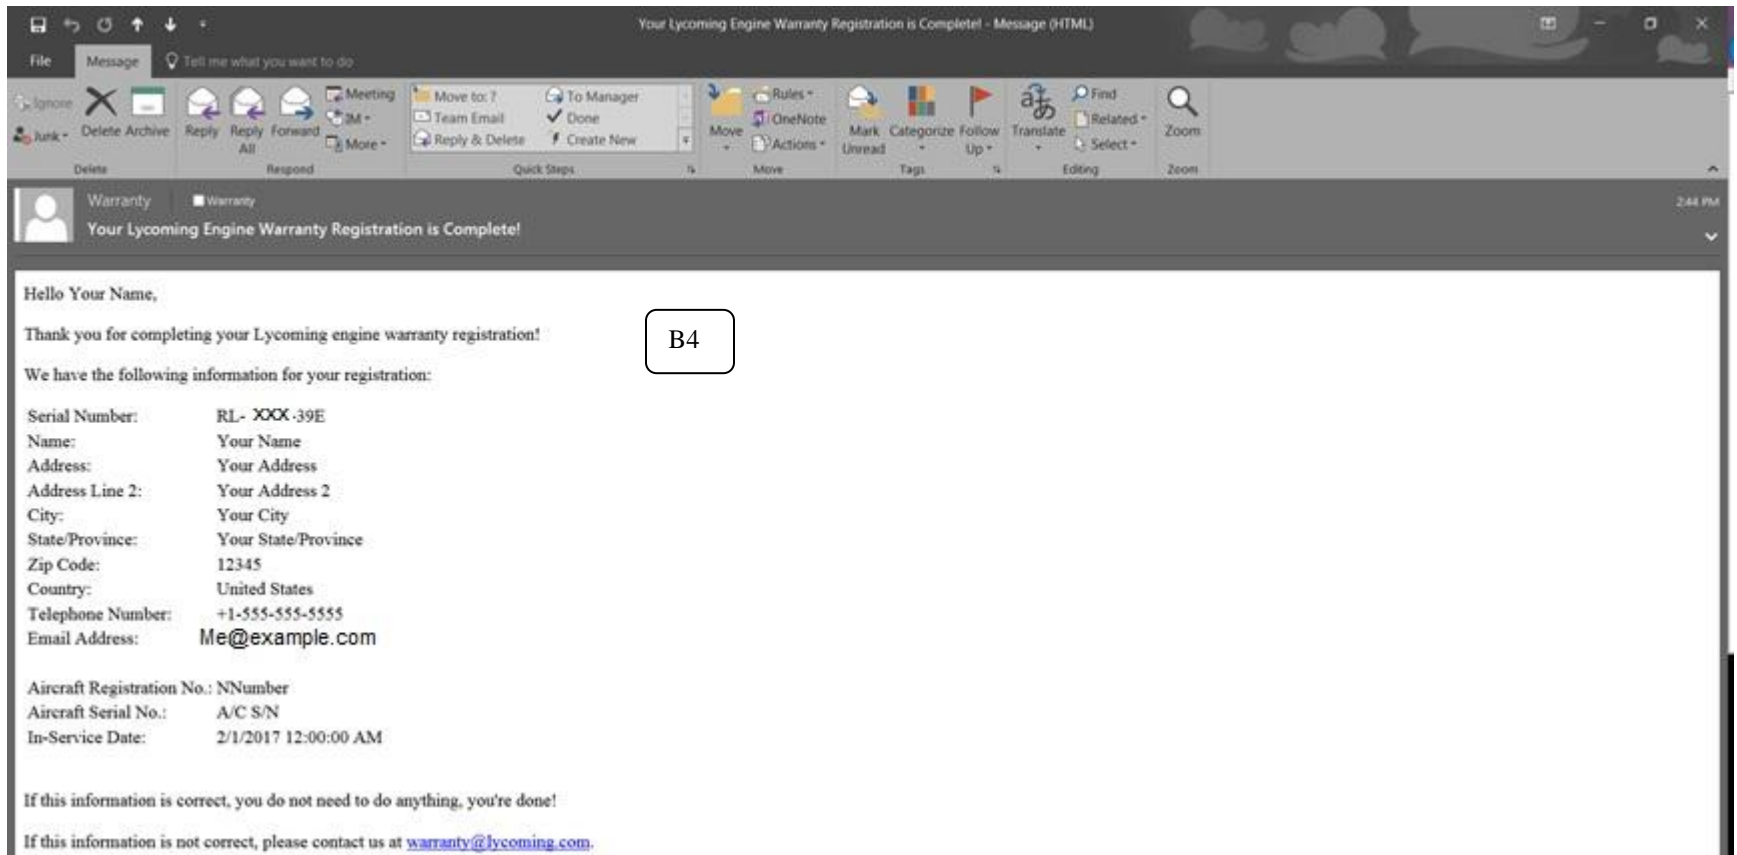 Your Lycoming Engine Warranty Registration is Complete! - Message (HTML)
File Message Tell me what you want to do
Ignore
Junk
Delete Archive
Delete
Reply Reply All Forward
Meeting
IM
More
Respond
Move to: ? To Manager
Team Email Done
Reply & Delete Create New
Quick Steps
Move
Rules
OneNote
Actions
Move
Mark Unread Categorize Follow Up
Tags
Translate
Find
Related
Select
Editing
Zoom
Zoom
Warranty Warranty 2:44 PM
Your Lycoming Engine Warranty Registration is Complete!
Hello Your Name,
Thank you for completing your Lycoming engine warranty registration!
B4
We have the following information for your registration:
Serial Number: RL- XXX -39E
Name: Your Name
Address: Your Address
Address Line 2: Your Address 2
City: Your City
State/Province: Your State/Province
Zip Code: 12345
Country: United States
Telephone Number: +1-555-555-5555
Email Address: Me@example.com
Aircraft Registration No.: NNumber
Aircraft Serial No.: A/C S/N
In-Service Date: 2/1/2017 12:00:00 AM
If this information is correct, you do not need to do anything, you're done!
If this information is not correct, please contact us at warranty@lycoming.com.